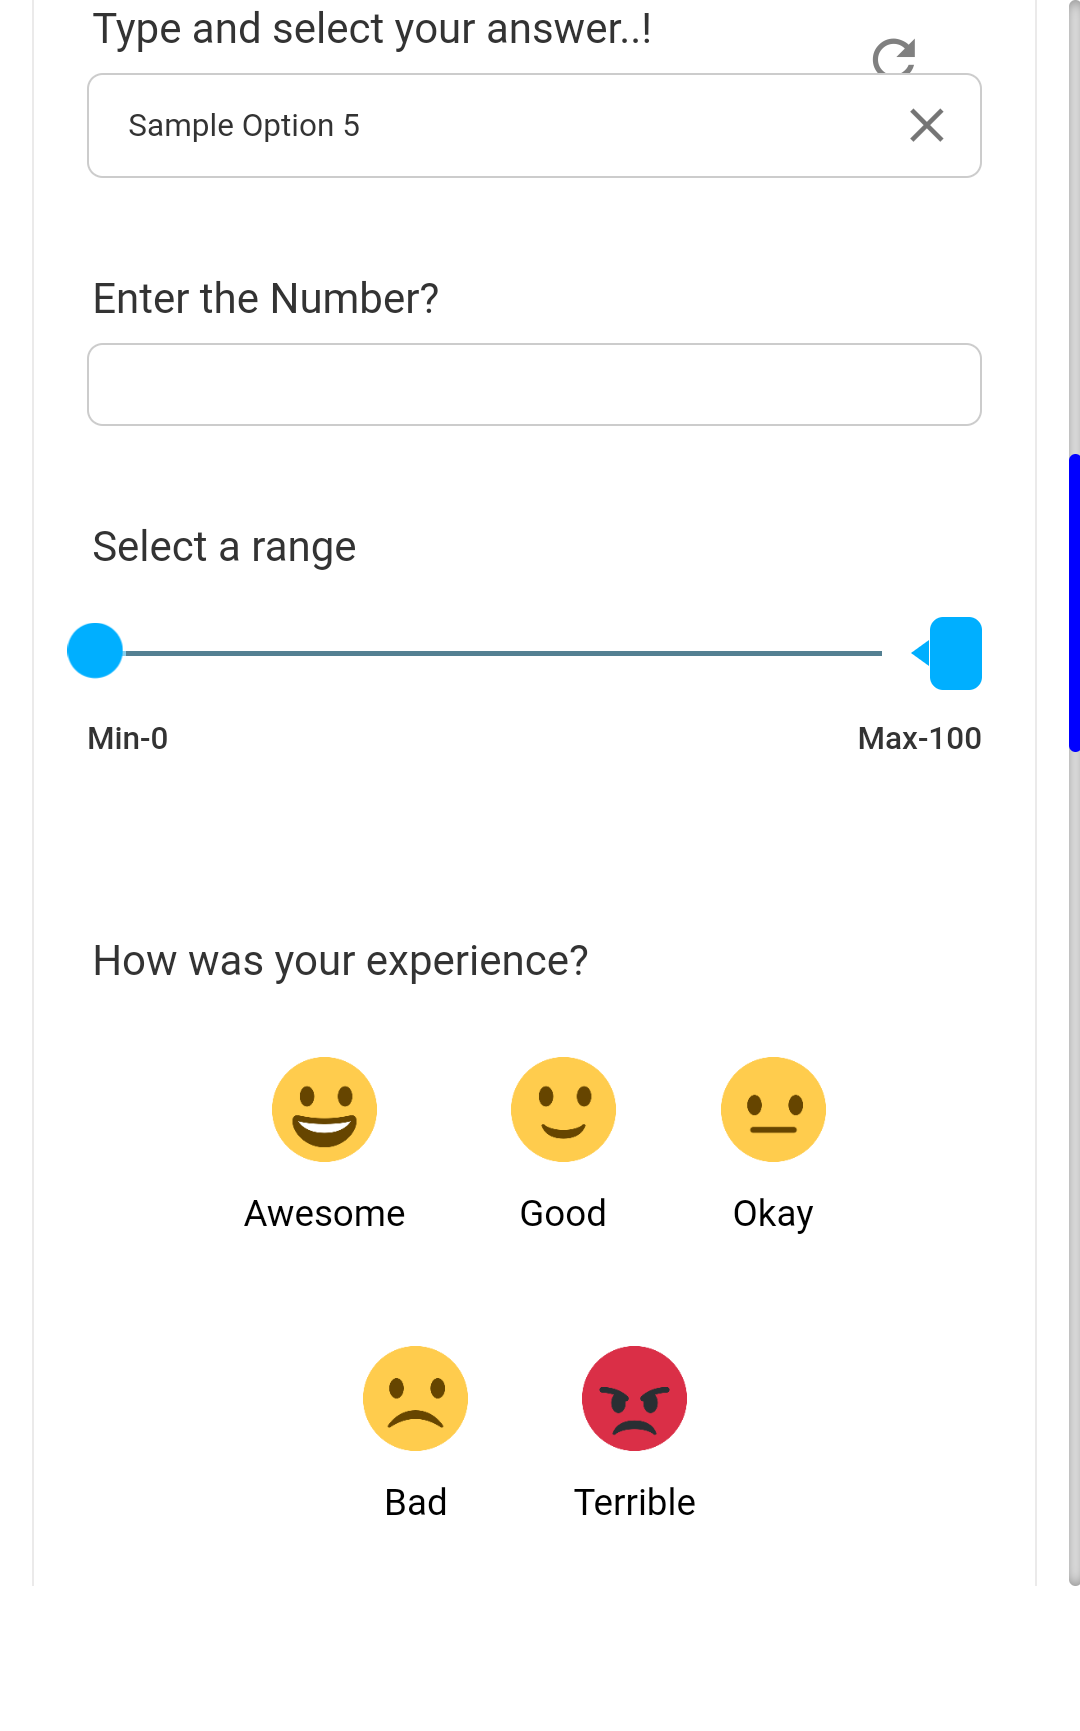 Type and select your answer..!
Sample Option 5
Enter the Number?
Select a range
Min-0
Max-100
How was your experience?
Awesome
Good
Okay
Bad
Terrible